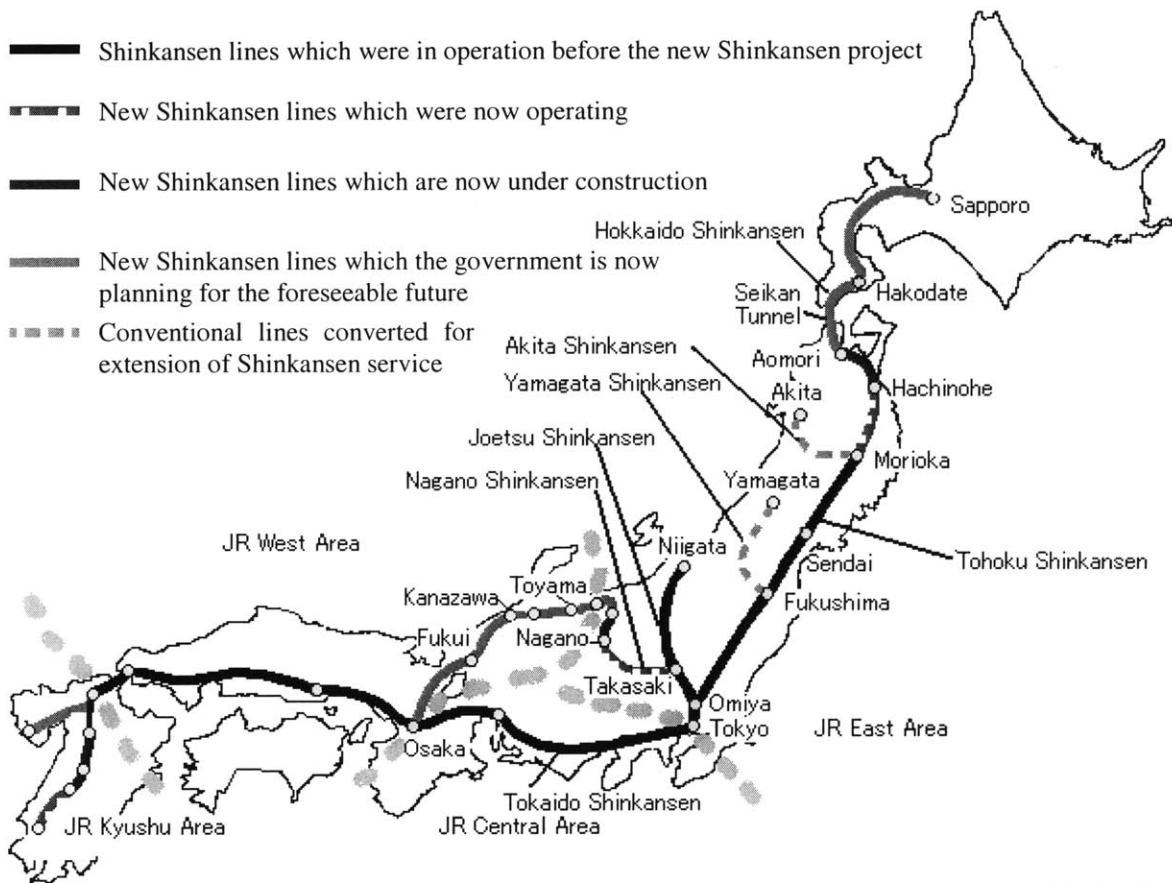 Shinkansen lines which were in operation before the new Shinkansen project
New Shinkansen lines which were now operating
New Shinkansen lines which are now under construction
New Shinkansen lines which the government is now
planning for the foreseeable future
Conventional lines converted for
extension of Shinkansen service
Sapporo
Hokkaido Shinkansen
Hakodate
Seikan
Tunnel
Akita Shinkansen
Aomori
Yamagata Shinkansen
Akita
Hachinohe
Joetsu Shinkansen
Morioka
Nagano Shinkansen
Yamagata
JR West Area
Niigata
Sendai
Tohoku Shinkansen
Toyama
Kanazawa
Fukushima
Fukui
Nagano
Takasaki
Omiya
Tokyo
JR East Area
Osaka
Tokaido Shinkansen
JR Kyushu Area
JR Central Area